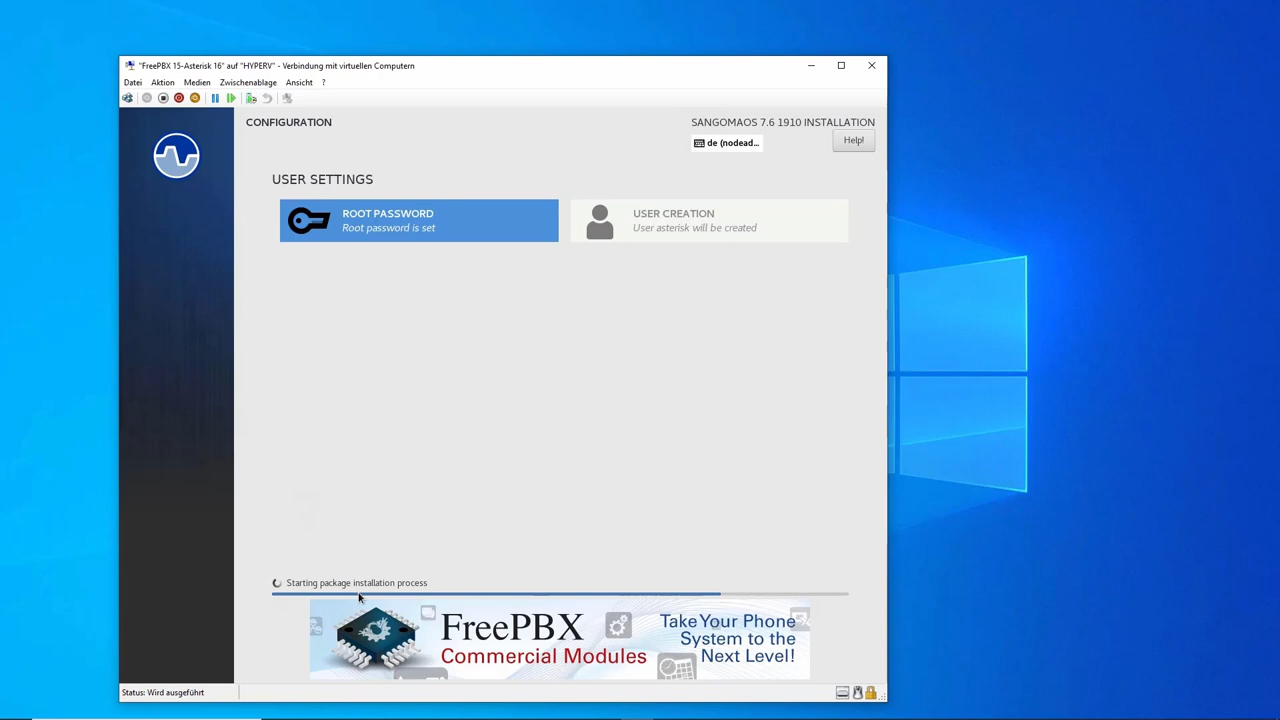 "FreePBX 15-Asterisk 16" auf "HYPERV" - Verbindung mit virtuellen Computern
Datei Aktion Medien Zwischenablage Ansicht ?
CONFIGURATION
SANGOMAOS 7.6 1910 INSTALLATION
de (nodead...
Help!
USER SETTINGS
ROOT PASSWORD
Root password is set
USER CREATION
User asterisk will be created
Starting package installation process
FreePBX
Commercial Modules
Take Your Phone
System to the
Next Level!
Status: Wird ausgeführt